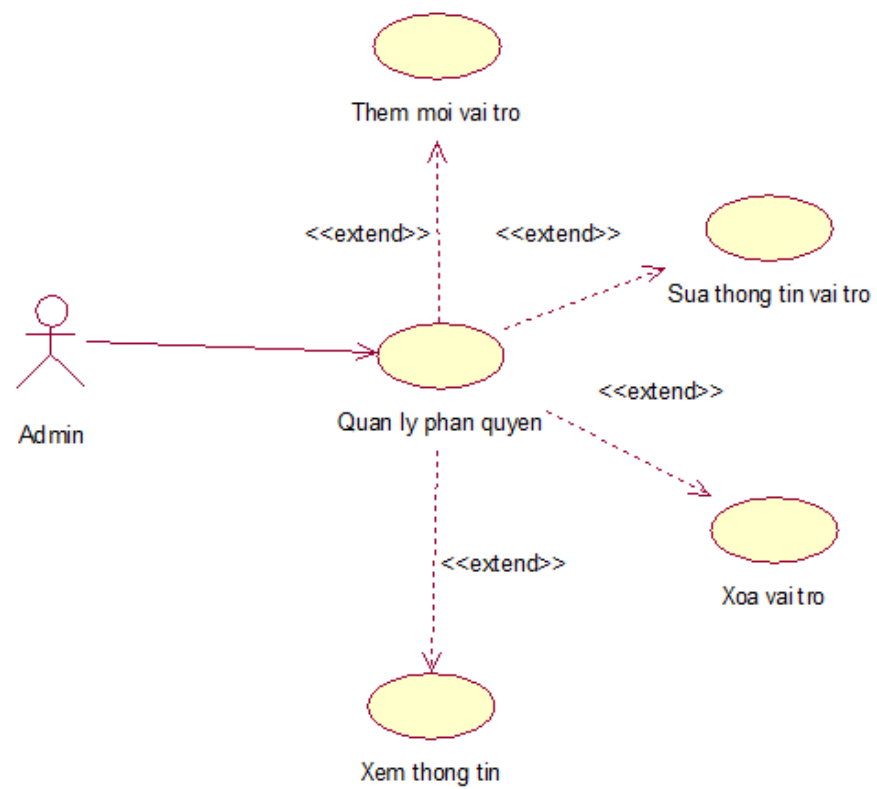 Them moi vai tro
<<extend>>
<<extend>>
Sua thong tin vai tro
<<extend>>
Quan ly phan quyen
Admin
<<extend>>
Xoa vai tro
Xem thong tin